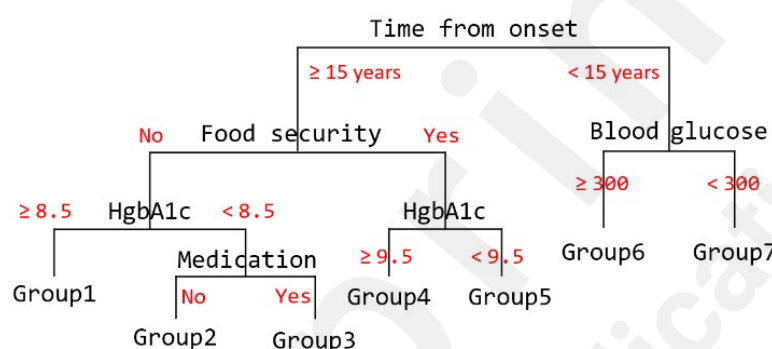 Time from onset
≥ 15 years < 15 years
No Food security Yes Blood glucose
≥ 300 < 300
≥ 8.5 HgbA1c < 8.5 HgbA1c
Medication ≥ 9.5 < 9.5 Group6 Group7
Group1 No Yes Group4 Group5
Group2 Group3